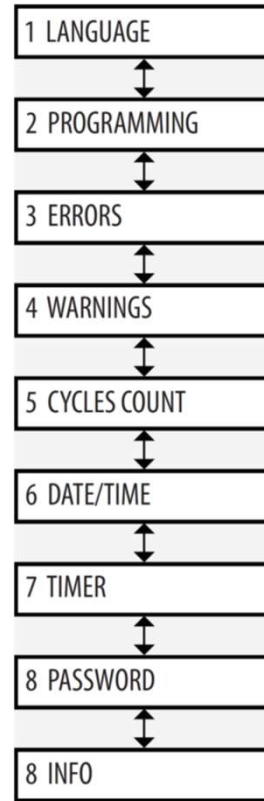 1 LANGUAGE
2 PROGRAMMING
3 ERRORS
4 WARNINGS
5 CYCLES COUNT
6 DATE/TIME
7 TIMER
8 PASSWORD
8 INFO